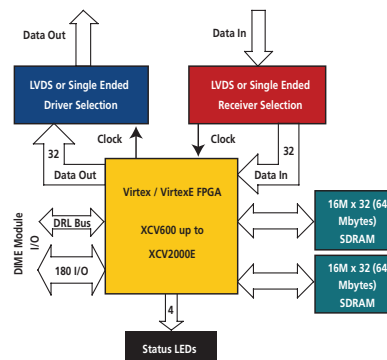 Data Out
Data In
LVDS or Single Ended
Driver Selection
LVDS or Single Ended
Receiver Selection
32
Clock
Clock
32
Data Out
Data In
Virtex / VirtexE FPGA
XCV600 up to
XCV2000E
DIME Module
I/O
DRL Bus
180 I/O
16M x 32 (64
Mbytes)
SDRAM
16M x 32 (64
Mbytes)
SDRAM
4
Status LEDs